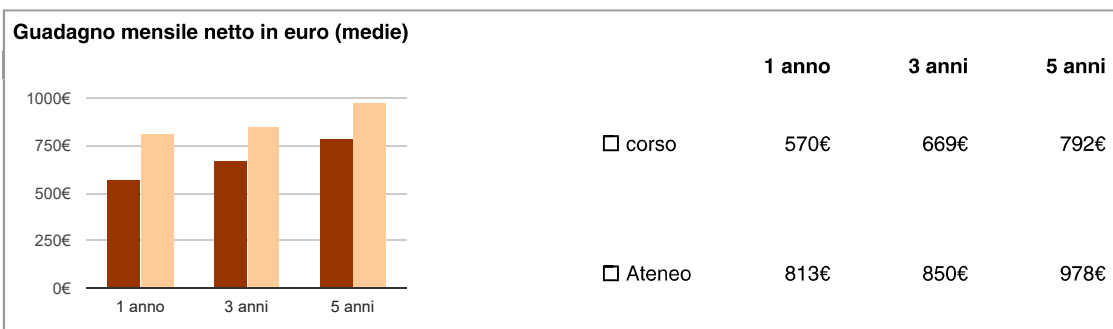 Guadagno mensile netto in euro (medie)
1 anno 3 anni 5 anni
1000€
750€
500€
250€
0€
1 anno 3 anni 5 anni
corso 570€ 669€ 792€
Ateneo 813€ 850€ 978€